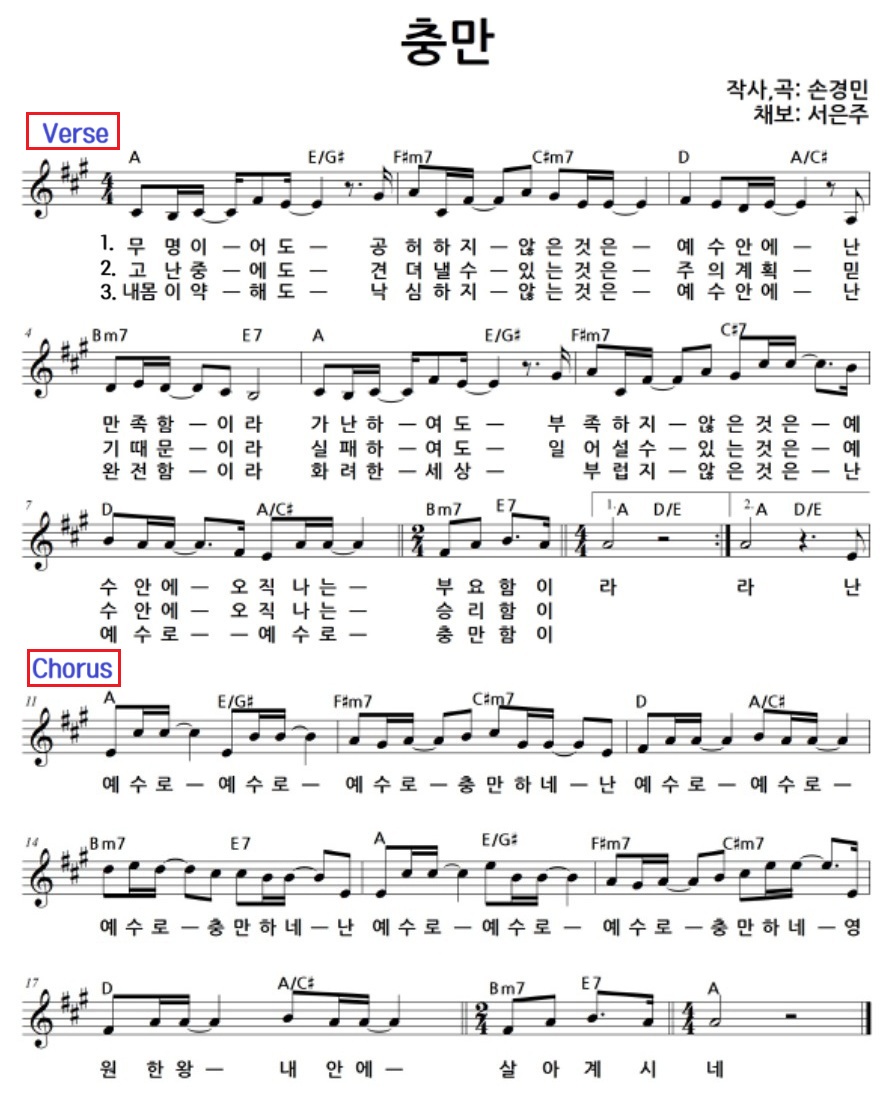 충만
작사,곡: 손경민
채보: 서은주
Verse
A E/G♯ F♯m7 C♯m7 D A/C♯
1. 무 명 이 — 어 도 — 공 허 하 지 — 않 은 것 은 — 예 수 안 에 — 난
2. 고 난 중 — 에 도 — 견 뎌 낼 수 — 있 는 것 은 — 주 의 계 획 — 믿
3. 내몸 이 약 — 해 도 — 낙 심 하 지 — 않 는 것 은 — 예 수 안 에 — 난
4 Bm7 E7 A E/G♯ F♯m7 C♯7
만 족 함 — 이 라 가 난 하 — 여 도 — 부 족 하 지 — 않 은 것 은 — 예
기 때 문 — 이 라 실 패 하 — 여 도 — 일 어 설 수 — 있 는 것 은 — 예
완 전 함 — 이 라 화 려 한 — 세 상 — 부 럽 지 — 않 은 것 은 — 난
7 D A/C♯ Bm7 E7 1. A D/E 2. A D/E
수 안 에 — 오 직 나 는 — 부 요 함 이 라 라 난
수 안 에 — 오 직 나 는 — 승 리 함 이
예 수 로 — — 예 수 로 — 충 만 함 이
Chorus
11 A E/G♯ F♯m7 C♯m7 D A/C♯
예 수 로 — 예 수 로 — 예 수 로 — 충 만 하 네 — 난 예 수 로 — 예 수 로 —
14 Bm7 E7 A E/G♯ F♯m7 C♯m7
예 수 로 — 충 만 하 네 — 난 예 수 로 — 예 수 로 — 예 수 로 — 충 만 하 네 — 영
17 D A/C♯ Bm7 E7 A
원 한 왕 — 내 안 에 — 살 아 계 시 네